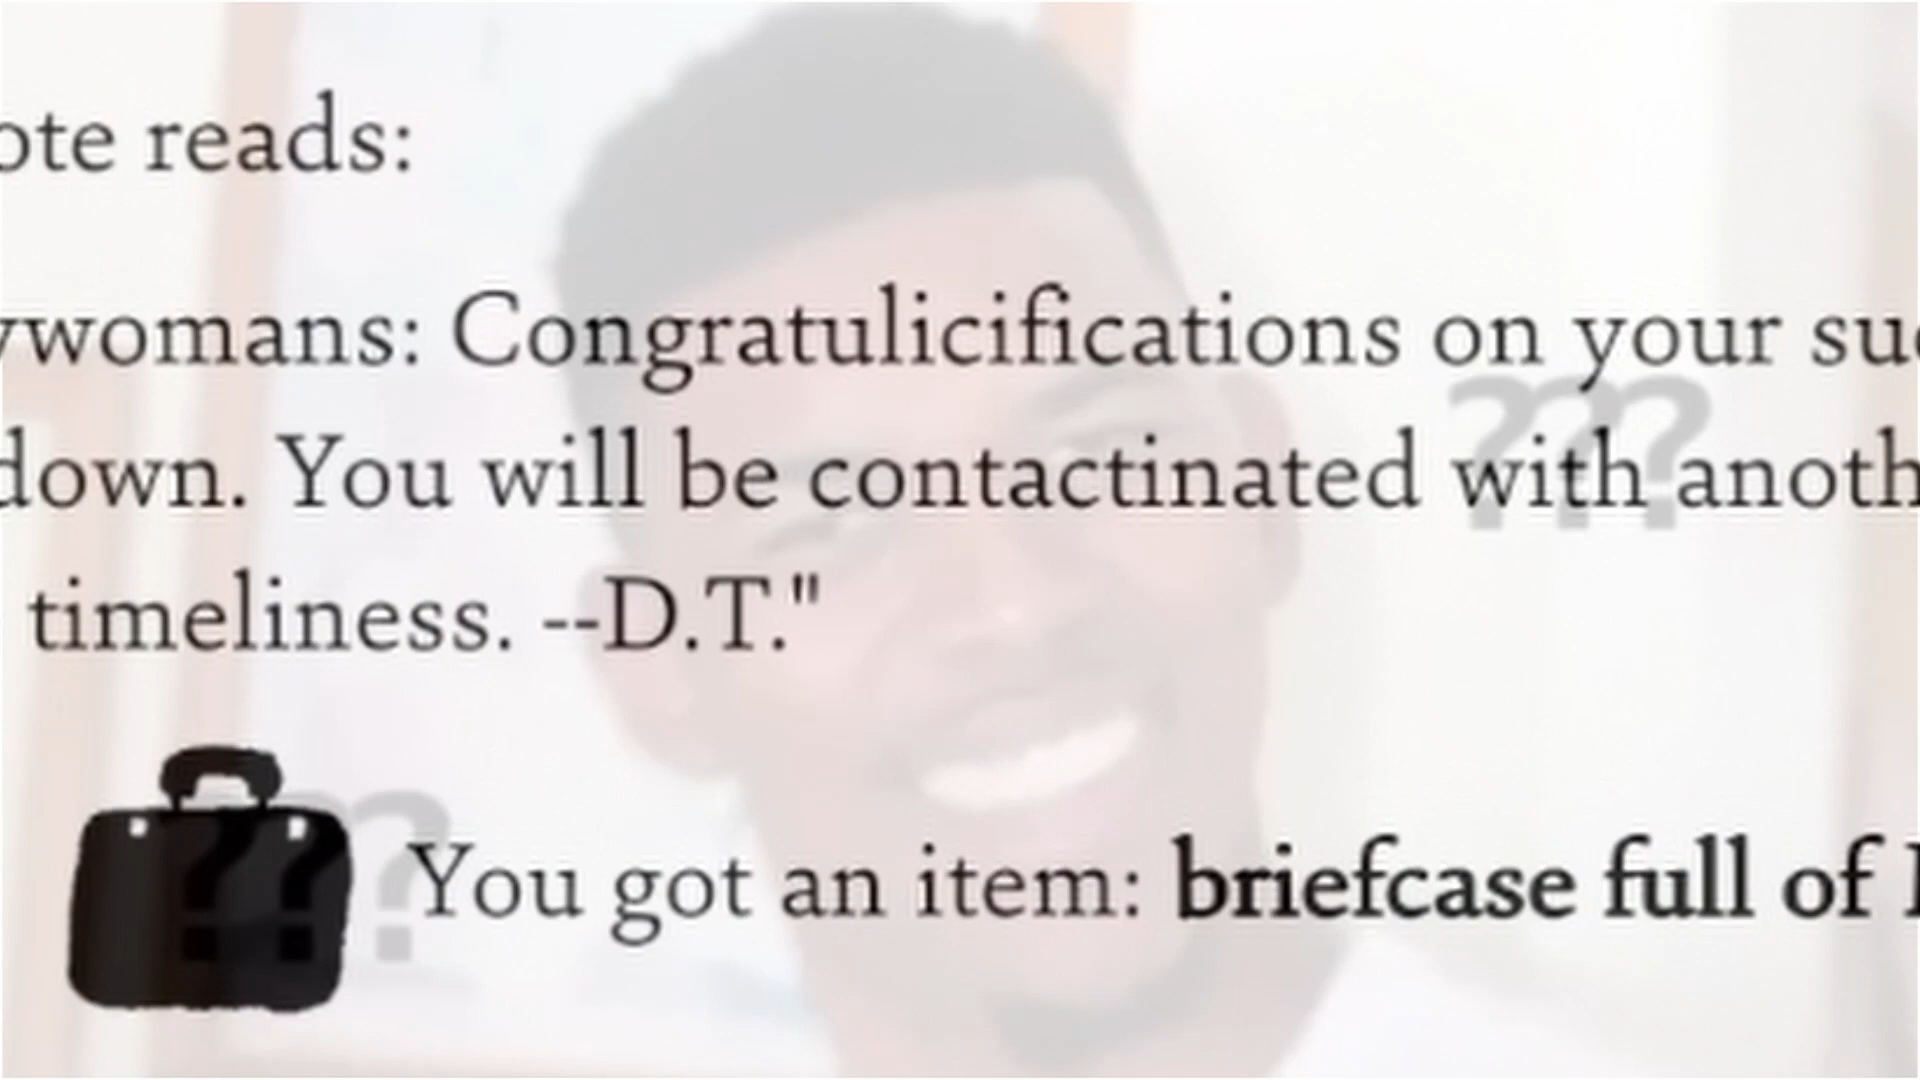 ote reads:
ywomans: Congratulicifications on your suc
???
down. You will be contactinated with anoth
timeliness. --D.T."
???
You got an item: briefcase full of